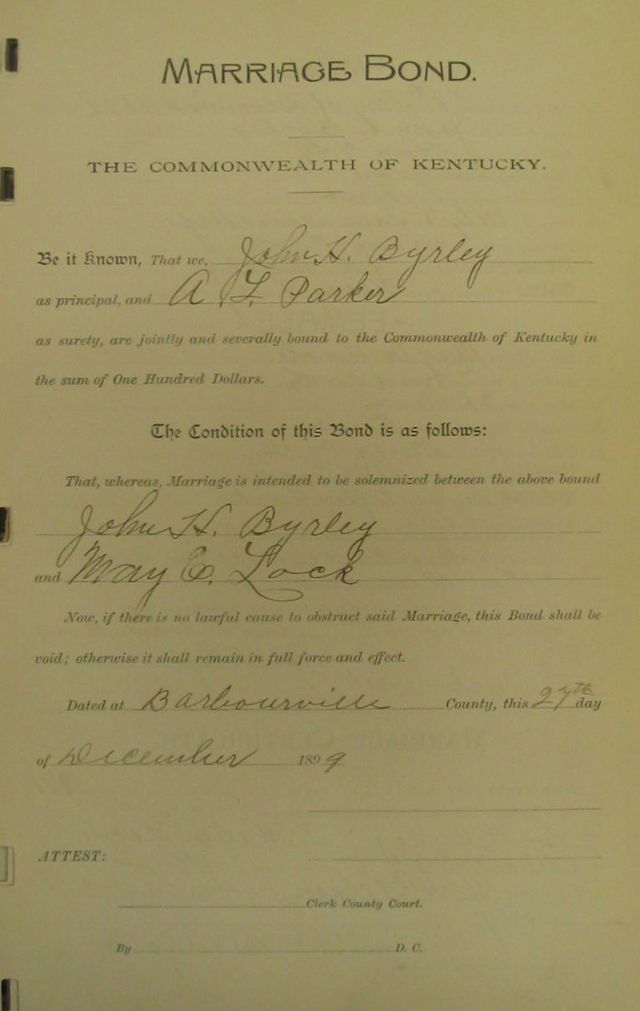 MARRIAGE BOND.
THE COMMONWEALTH OF KENTUCKY.
Be it Known, That we, John H. Byrley
as principal, and A. L. Parker
as surety, are jointly and severally bound to the Commonwealth of Kentucky in
the sum of One Hundred Dollars.
The Condition of this Bond is as follows:
That, whereas, Marriage is intended to be solemnized between the above bound
John H. Byrley
and May E. Lock
Now, if there is no lawful cause to obstruct said Marriage, this Bond shall be
void; otherwise it shall remain in full force and effect.
Dated at Barbourville County, this 27th day
of December 1899
ATTEST:
Clerk County Court.
By D. C.